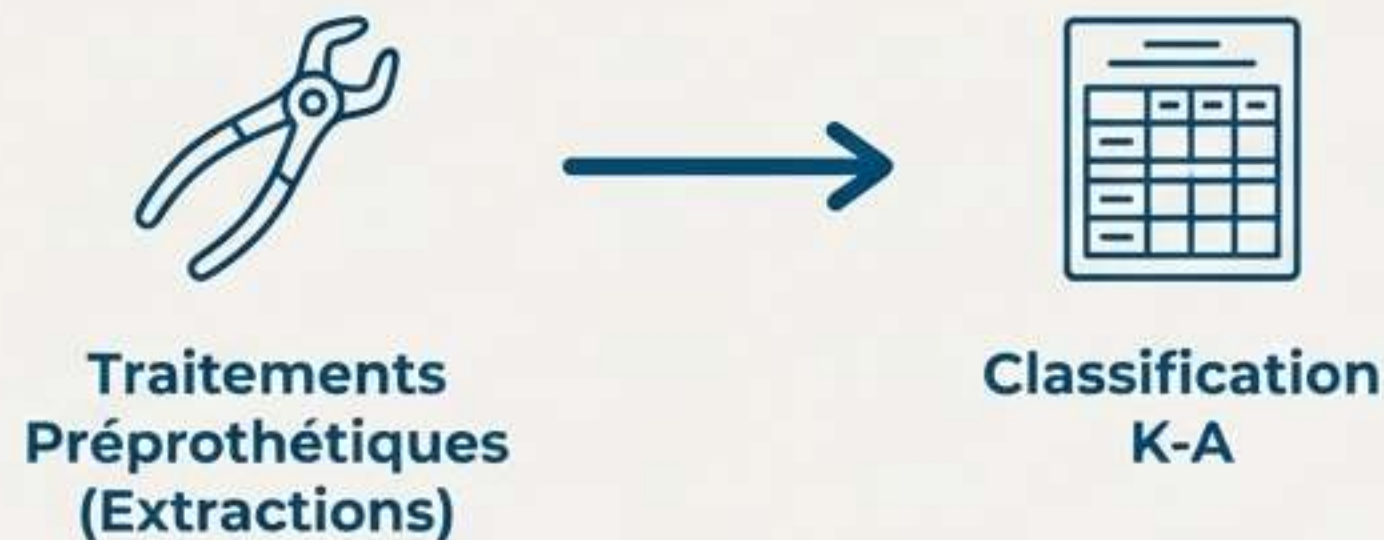 Traitements
Préprothétiques
(Extractions)
Classification
K-A